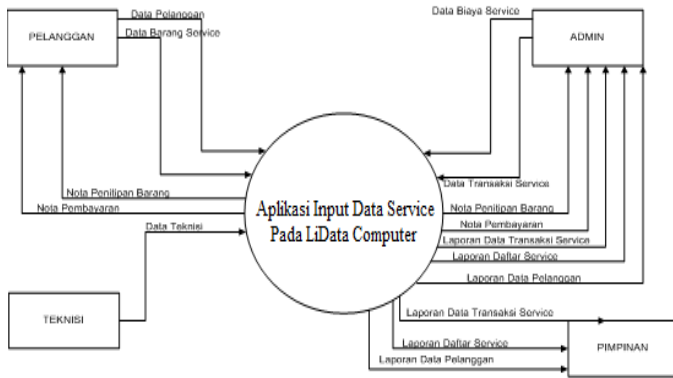 Data Pelanggan
Data Biaya Service
PELANGGAN
Data Barang Service
ADMIN
Data Transaksi Service
Nota Penitipan Barang
Nota Pembayaran
Data Teknisi
Aplikasi Input Data Service
Pada LiData Computer
Nota Penitipan Barang
Nota Pembayaran
Laporan Data Transaksi Service
Laporan Daftar Service
Laporan Data Pelanggan
TEKNISI
Laporan Data Transaksi Service
Laporan Daftar Service
Laporan Data Pelanggan
PIMPINAN